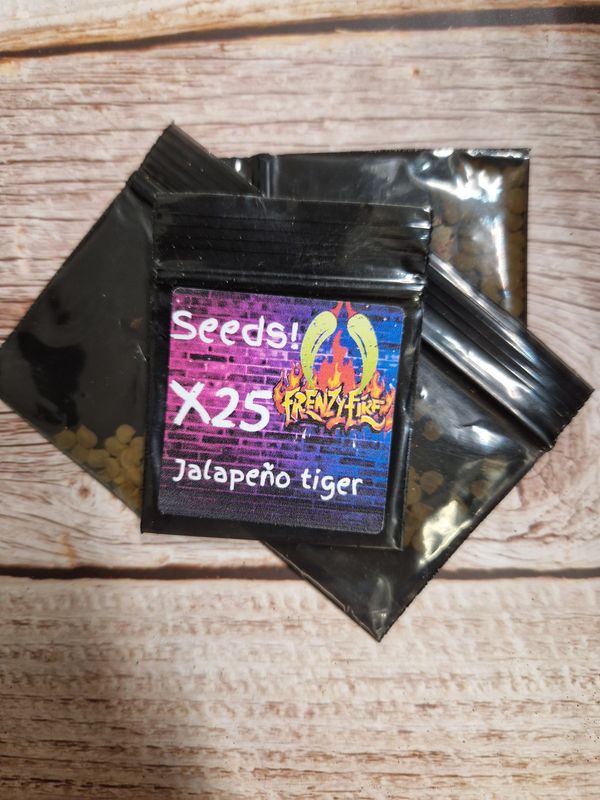 Seeds!
X25
FRENZYFIRE
Jalapeño tiger